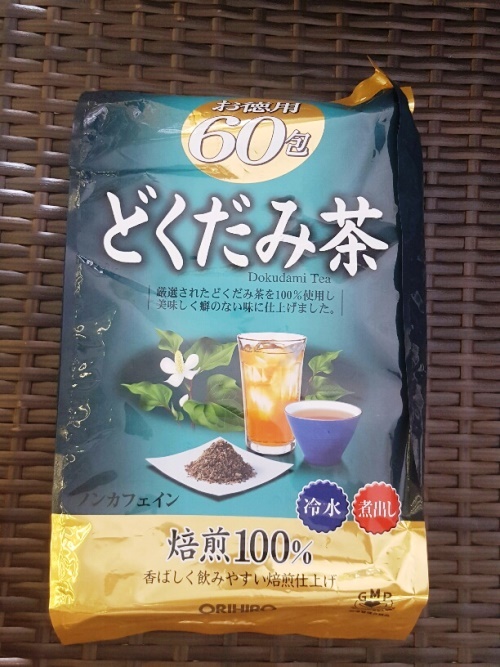 お徳用
60包
どくだみ茶
Dokudami Tea
厳選されたどくだみ茶を100%使用し
美味しく癖のない味に仕上げました。
ノンカフェイン
冷水
煮出し
焙煎100%
香ばしく飲みやすい焙煎仕上げ
ORIHIRO
GMP